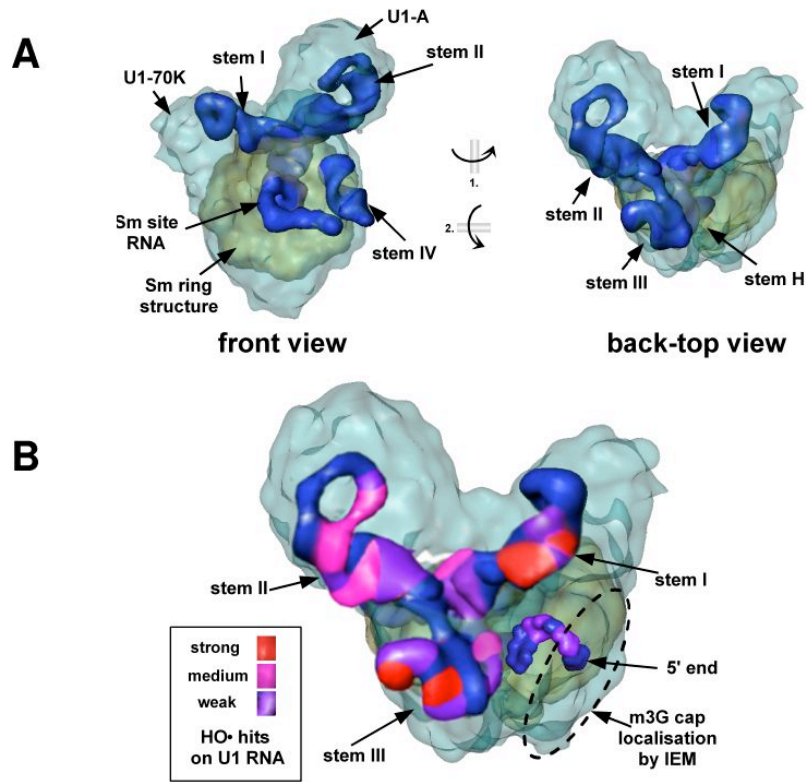 A
U1-A
stem I
stem II
U1-70K
Sm site
RNA
Sm ring
structure
stem IV
front view
1.
2.
stem I
stem II
stem III
stem H
back-top view
B
stem II
stem I
5' end
m3G cap
localisation
by IEM
stem III
strong
medium
weak
HO• hits
on U1 RNA